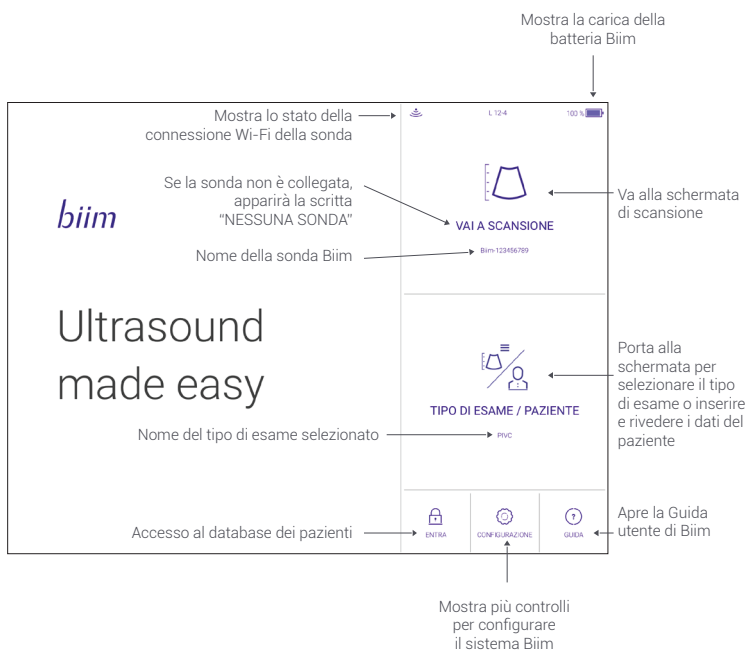 Mostra la carica della
batteria Biim
Mostra lo stato della
connessione Wi-Fi della sonda
L 12-4
100 %
Se la sonda non è collegata,
apparirà la scritta
“NESSUNA SONDA”
Va alla schermata
di scansione
biim
VAI A SCANSIONE
Nome della sonda Biim
Biim-123456789
Ultrasound
made easy
Porta alla
schermata per
selezionare il tipo
di esame o inserire
e rivedere i dati del
paziente
TIPO DI ESAME / PAZIENTE
Nome del tipo di esame selezionato
PIVC
Accesso al database dei pazienti
ENTRA
CONFIGURAZIONE
GUIDA
Apre la Guida
utente di Biim
Mostra più controlli
per configurare
il sistema Biim